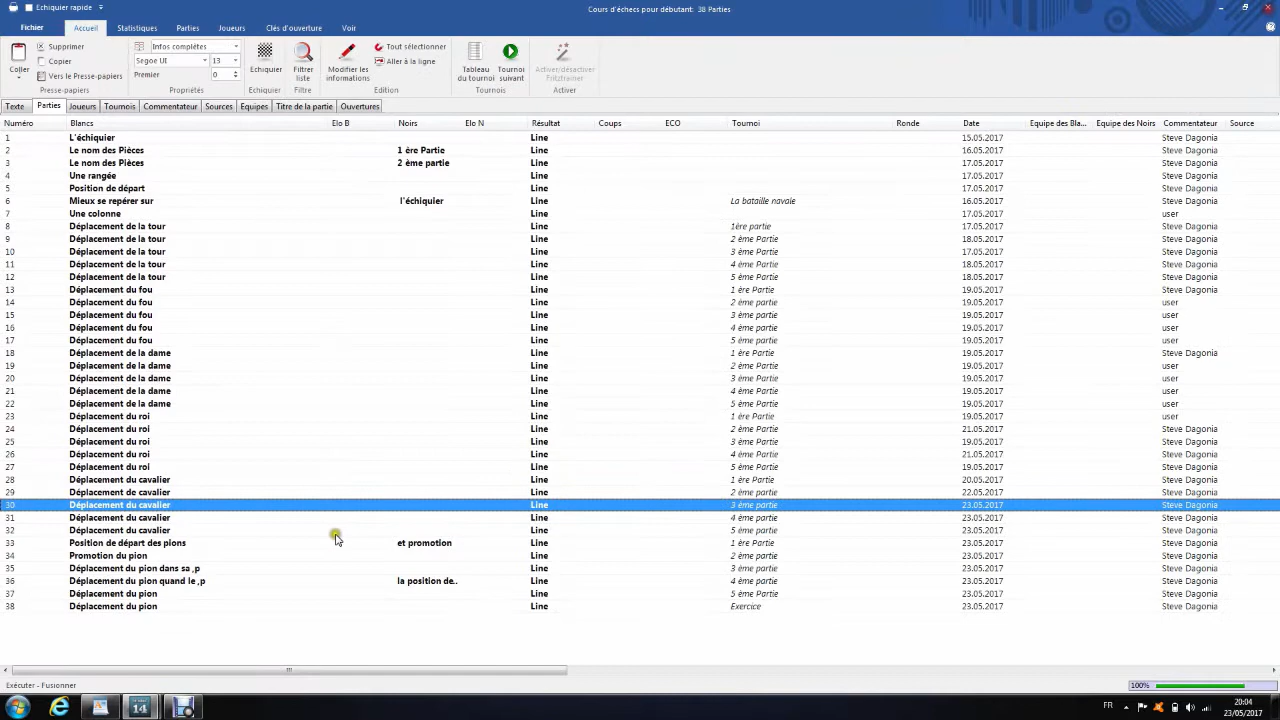 Echiquier rapide
Cours d'échecs pour débutant: 38 Parties
Fichier Accueil Statistiques Parties Joueurs Clés d'ouverture Voir
Coller
Supprimer
Copier
Vers le Presse-papiers
Presse-papiers
Infos complétes
Segoe UI 13
Premier 0
Propriétés
Echiquier
Echiquier
Filtrer liste
Filtre
Modifier les informations
Tout sélectionner
Aller à la ligne
Edition
Tableau du tournoi
Tournoi suivant
Tournois
Activer/désactiver Fritztrainer
Activer
Texte Parties Joueurs Tournois Commentateur Sources Equipes Titre de la partie Ouvertures
Numéro Blancs Elo B Noirs Elo N Résultat Coups ECO Tournoi Ronde Date Equipe des Bla... Equipe des Noirs Commentateur Source
1 L'échiquier Line 15.05.2017 Steve Dagonia
2 Le nom des Pièces 1 ère Partie Line 16.05.2017 Steve Dagonia
3 Le nom des Pièces 2 ème partie Line 17.05.2017 Steve Dagonia
4 Une rangée Line 17.05.2017 Steve Dagonia
5 Position de départ Line 17.05.2017 Steve Dagonia
6 Mieux se repérer sur l'échiquier Line La bataille navale 16.05.2017 Steve Dagonia
7 Une colonne Line 17.05.2017 user
8 Déplacement de la tour Line 1ère partie 17.05.2017 Steve Dagonia
9 Déplacement de la tour Line 2 ème Partie 18.05.2017 Steve Dagonia
10 Déplacement de la tour Line 3 ème Partie 17.05.2017 Steve Dagonia
11 Déplacement de la tour Line 4 ème Partie 18.05.2017 Steve Dagonia
12 Déplacement de la tour Line 5 ème Partie 18.05.2017 Steve Dagonia
13 Déplacement du fou Line 1 ère Partie 19.05.2017 Steve Dagonia
14 Déplacement du fou Line 2 ème partie 19.05.2017 user
15 Déplacement du fou Line 3 ème partie 19.05.2017 user
16 Déplacement du fou Line 4 ème partie 19.05.2017 user
17 Déplacement du fou Line 5 ème partie 19.05.2017 user
18 Déplacement de la dame Line 1 ère Partie 19.05.2017 Steve Dagonia
19 Déplacement de la dame Line 2 ème partie 19.05.2017 user
20 Déplacement de la dame Line 3 ème Partie 19.05.2017 user
21 Déplacement de la dame Line 4 ème Partie 19.05.2017 user
22 Déplacement de la dame Line 5 ème Partie 19.05.2017 user
23 Déplacement du roi Line 1 ère Partie 19.05.2017 user
24 Déplacement du roi Line 2 ème Partie 21.05.2017 Steve Dagonia
25 Déplacement du roi Line 3 ème Partie 19.05.2017 Steve Dagonia
26 Déplacement du roi Line 4 ème Partie 21.05.2017 Steve Dagonia
27 Déplacement du roi Line 5 ème Partie 19.05.2017 Steve Dagonia
28 Déplacement du cavalier Line 1 ère Partie 20.05.2017 Steve Dagonia
29 Déplacement de cavalier Line 2 ème partie 22.05.2017 Steve Dagonia
30 Déplacement du cavalier Line 3 ème partie 23.05.2017 Steve Dagonia
31 Déplacement du cavalier Line 4 ème partie 23.05.2017 Steve Dagonia
32 Déplacement du cavalier Line 5 ème partie 23.05.2017 Steve Dagonia
33 Position de départ des pions et promotion Line 1 ère Partie 23.05.2017 Steve Dagonia
34 Promotion du pion Line 2 ème partie 23.05.2017 Steve Dagonia
35 Déplacement du pion dans sa ,p Line 3 ème partie 23.05.2017 Steve Dagonia
36 Déplacement du pion quand le ,p la position de.. Line 4 ème partie 23.05.2017 Steve Dagonia
37 Déplacement du pion Line 5 ème Partie 23.05.2017 Steve Dagonia
38 Déplacement du pion Line Exercice 23.05.2017 Steve Dagonia
Exécuter - Fusionner
100%
14
FR
20:04
23/05/2017